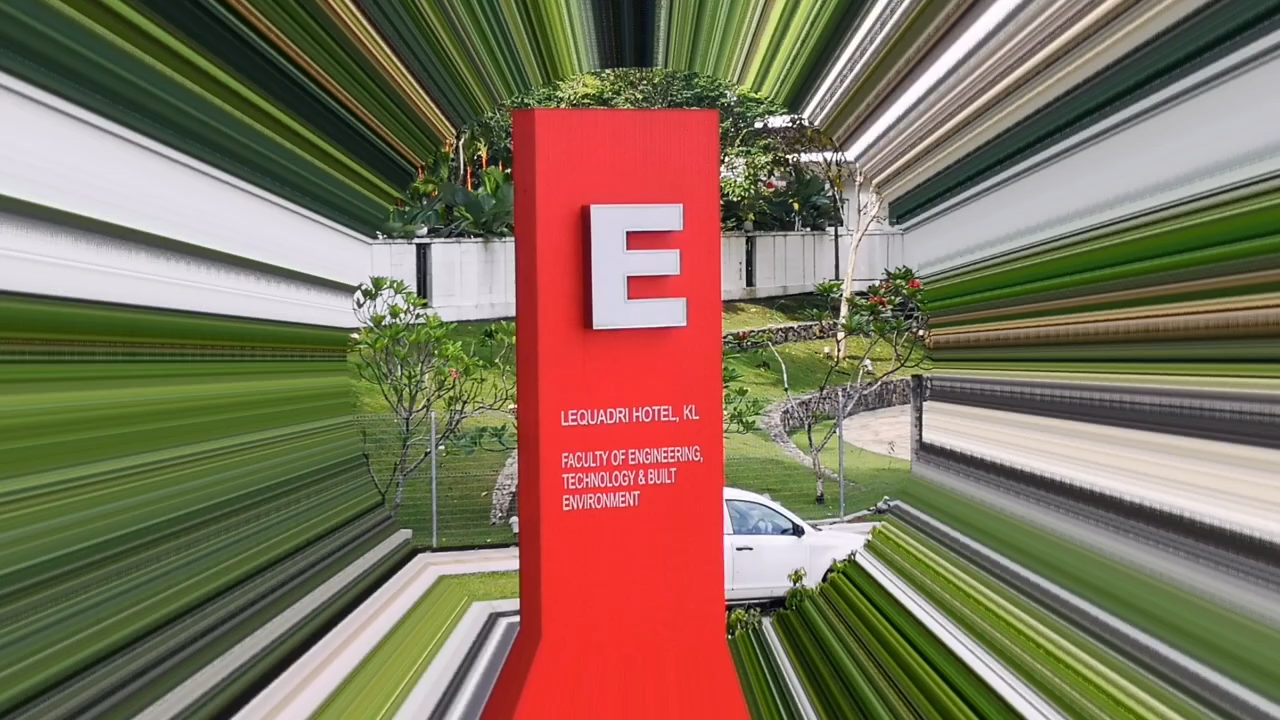 E
LEQUADRI HOTEL, KL
FACULTY OF ENGINEERING,
TECHNOLOGY & BUILT
ENVIRONMENT